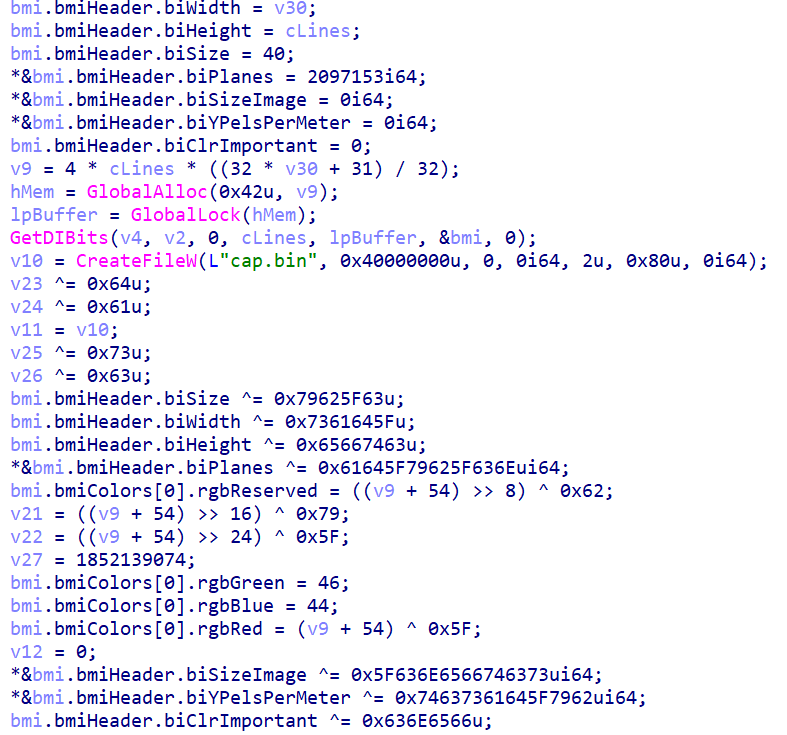 bmi.bmiHeader.biWidth = v30;
bmi.bmiHeader.biHeight = cLines;
bmi.bmiHeader.biSize = 40;
*&bmi.bmiHeader.biPlanes = 2097153i64;
*&bmi.bmiHeader.biSizeImage = 0i64;
*&bmi.bmiHeader.biYPelsPerMeter = 0i64;
bmi.bmiHeader.biClrImportant = 0;
v9 = 4 * cLines * ((32 * v30 + 31) / 32);
hMem = GlobalAlloc(0x42u, v9);
lpBuffer = GlobalLock(hMem);
GetDIBits(v4, v2, 0, cLines, lpBuffer, &bmi, 0);
v10 = CreateFileW(L"cap.bin", 0x40000000u, 0, 0i64, 2u, 0x80u, 0i64);
v23 ^= 0x64u;
v24 ^= 0x61u;
v11 = v10;
v25 ^= 0x73u;
v26 ^= 0x63u;
bmi.bmiHeader.biSize ^= 0x79625F63u;
bmi.bmiHeader.biWidth ^= 0x7361645Fu;
bmi.bmiHeader.biHeight ^= 0x65667463u;
*&bmi.bmiHeader.biPlanes ^= 0x61645F79625F636Eui64;
bmi.bmiColors[0].rgbReserved = ((v9 + 54) >> 8) ^ 0x62;
v21 = ((v9 + 54) >> 16) ^ 0x79;
v22 = ((v9 + 54) >> 24) ^ 0x5F;
v27 = 1852139074;
bmi.bmiColors[0].rgbGreen = 46;
bmi.bmiColors[0].rgbBlue = 44;
bmi.bmiColors[0].rgbRed = (v9 + 54) ^ 0x5F;
v12 = 0;
*&bmi.bmiHeader.biSizeImage ^= 0x5F636E6566746373ui64;
*&bmi.bmiHeader.biYPelsPerMeter ^= 0x74637361645F7962ui64;
bmi.bmiHeader.biClrImportant ^= 0x636E6566u;